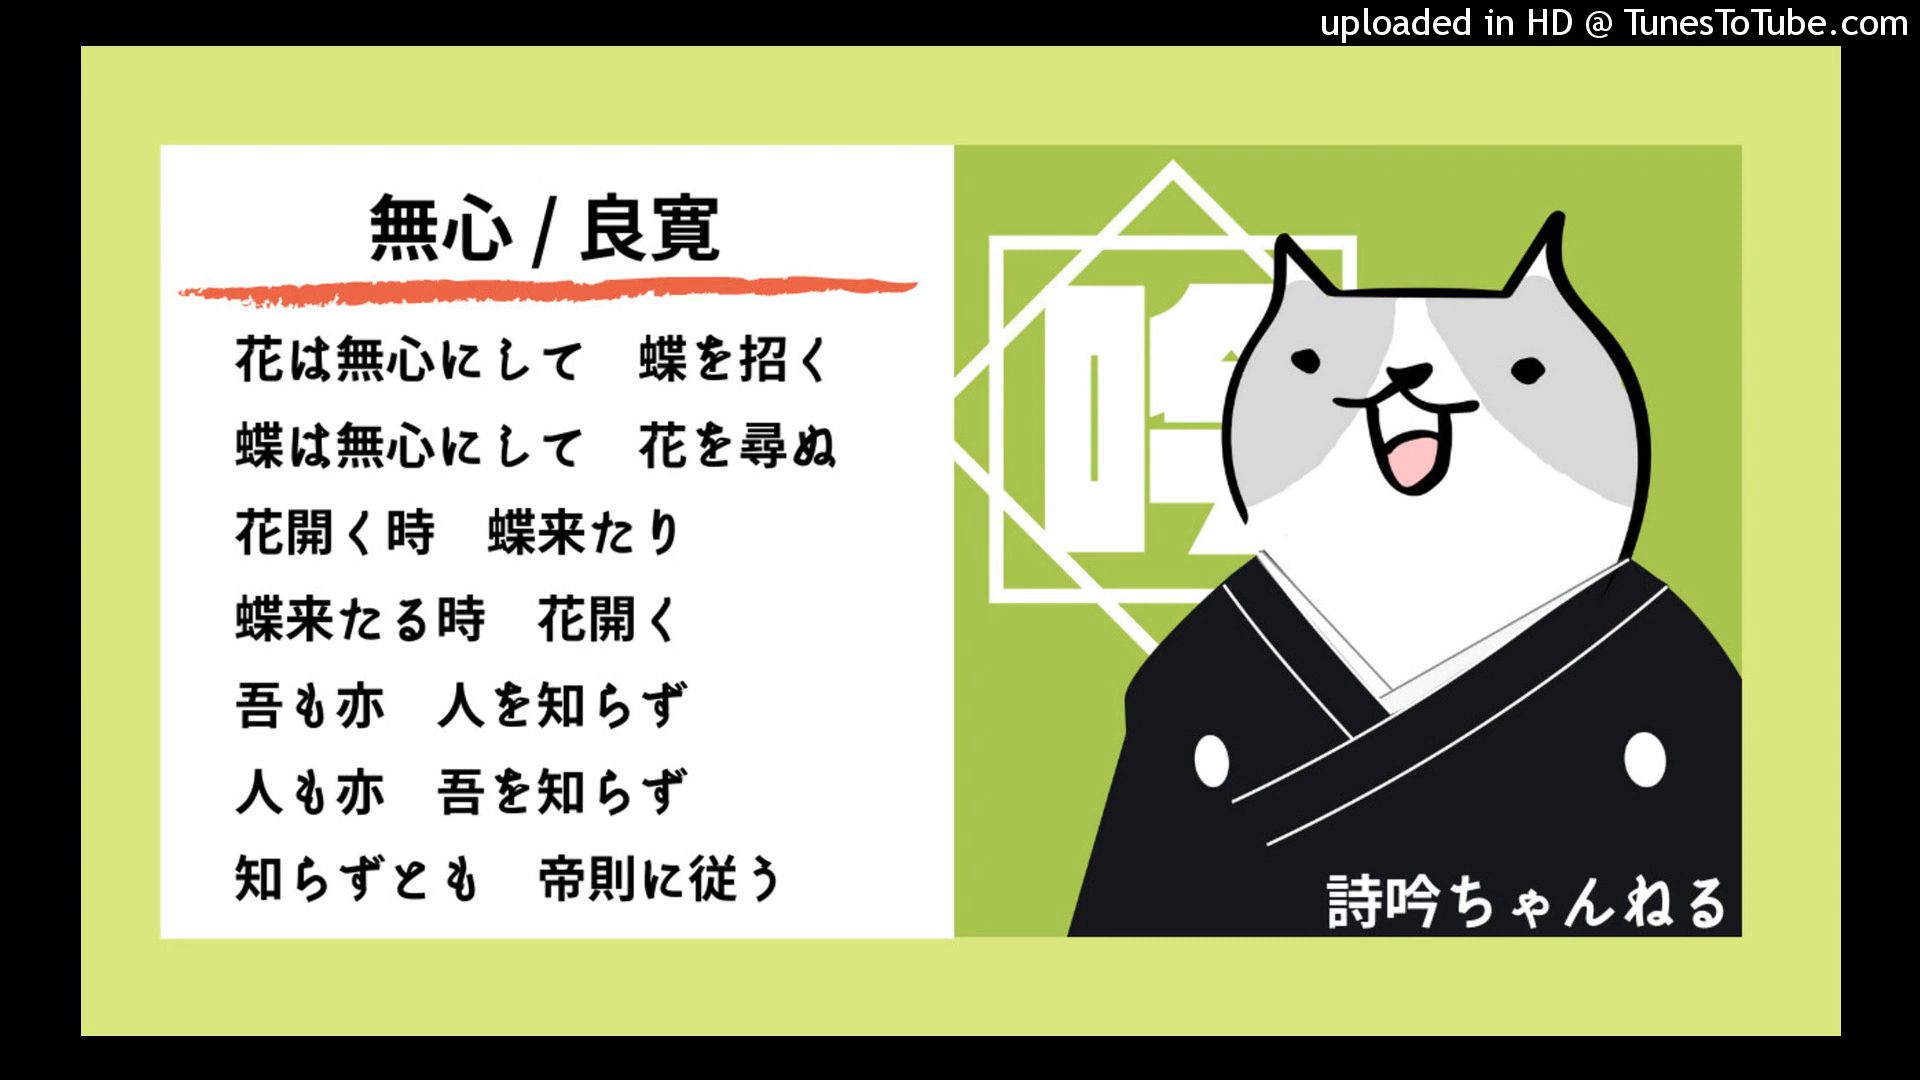 uploaded in HD @ TunesToTube.com
無心 / 良寛
花は無心にして　蝶を招く
蝶は無心にして　花を尋ぬ
花開く時　蝶来たり
蝶来たる時　花開く
吾も亦　人を知らず
人も亦　吾を知らず
知らずとも　帝則に従う
吟
詩吟ちゃんねる